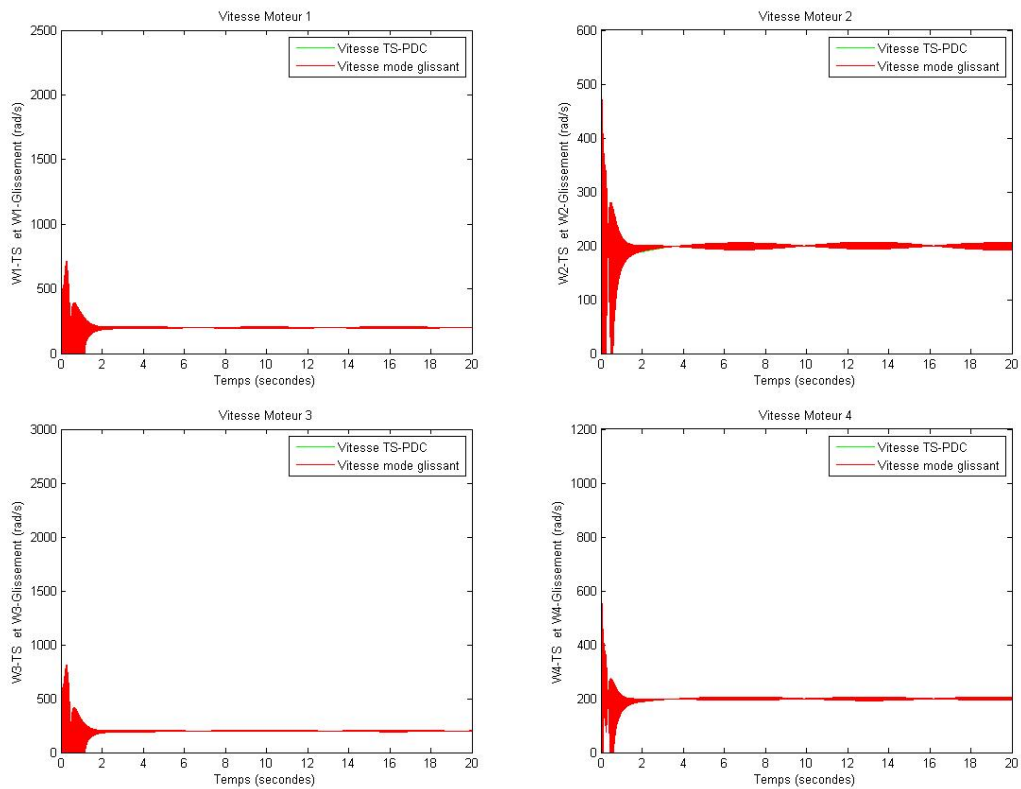 Vitesse Moteur 1
2500
2000
1500
1000
500
0
W1-TS et W1-Glissement (rad/s)
Vitesse TS-PDC
Vitesse mode glissant
0 2 4 6 8 10 12 14 16 18 20
Temps (secondes)
Vitesse Moteur 2
600
500
400
300
200
100
0
W2-TS et W2-Glissement (rad/s)
Vitesse TS-PDC
Vitesse mode glissant
0 2 4 6 8 10 12 14 16 18 20
Temps (secondes)
Vitesse Moteur 3
3000
2500
2000
1500
1000
500
0
W3-TS et W3-Glissement (rad/s)
Vitesse TS-PDC
Vitesse mode glissant
0 2 4 6 8 10 12 14 16 18 20
Temps (secondes)
Vitesse Moteur 4
1200
1000
800
600
400
200
0
W4-TS et W4-Glissement (rad/s)
Vitesse TS-PDC
Vitesse mode glissant
0 2 4 6 8 10 12 14 16 18 20
Temps (secondes)